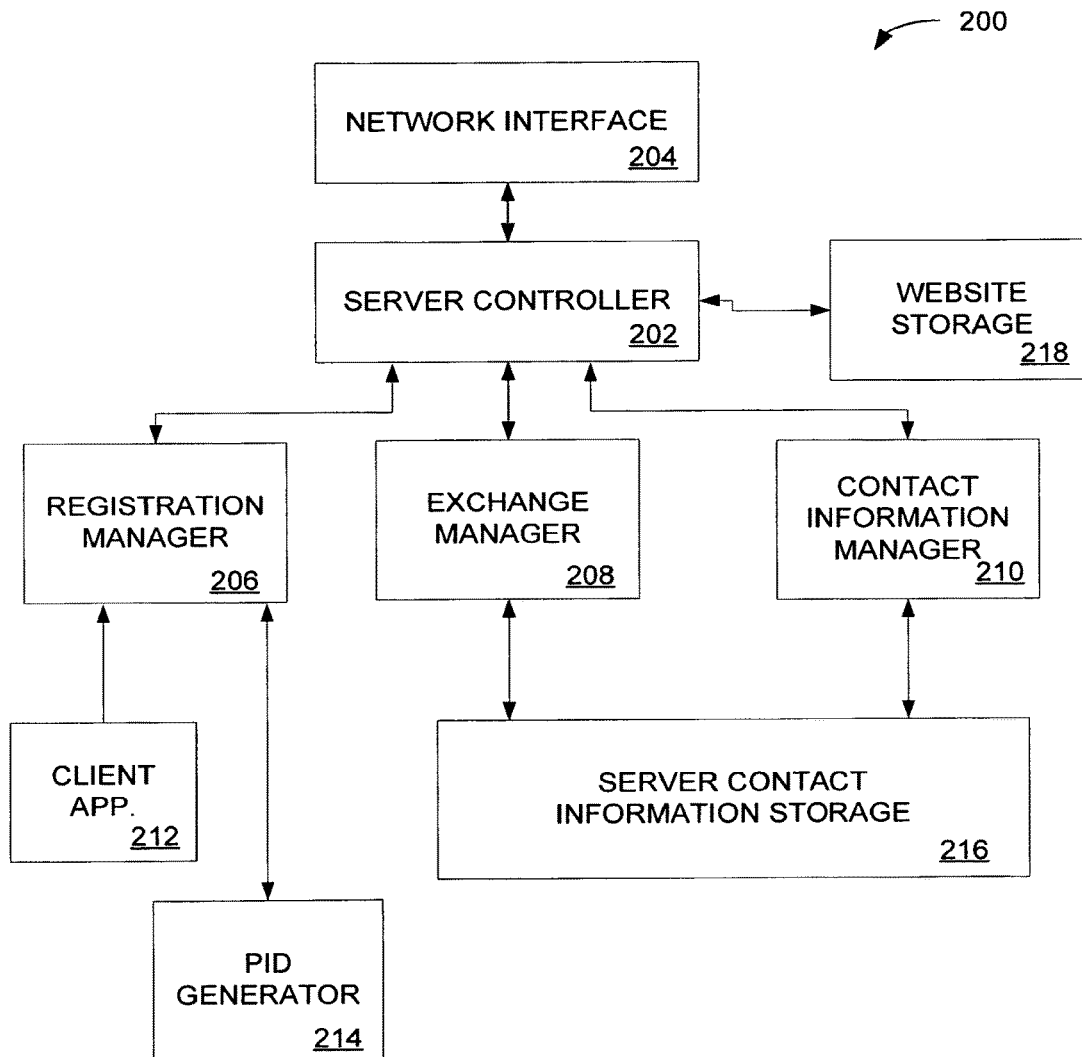 200
NETWORK INTERFACE
204
SERVER CONTROLLER
202
WEBSITE
STORAGE
218
REGISTRATION
MANAGER
206
EXCHANGE
MANAGER
208
CONTACT
INFORMATION
MANAGER
210
CLIENT
APP.
212
SERVER CONTACT
INFORMATION STORAGE
216
PID
GENERATOR
214